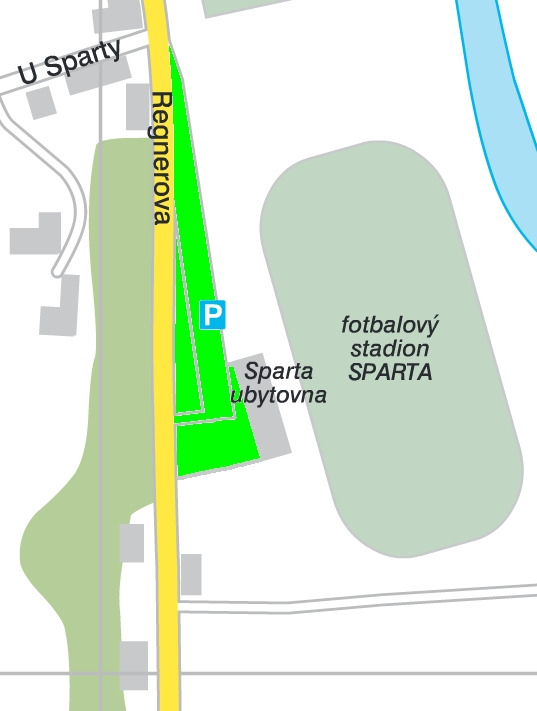 U Sparty
Regnerova
P
fotbalový
stadion
SPARTA
Sparta
ubytovna